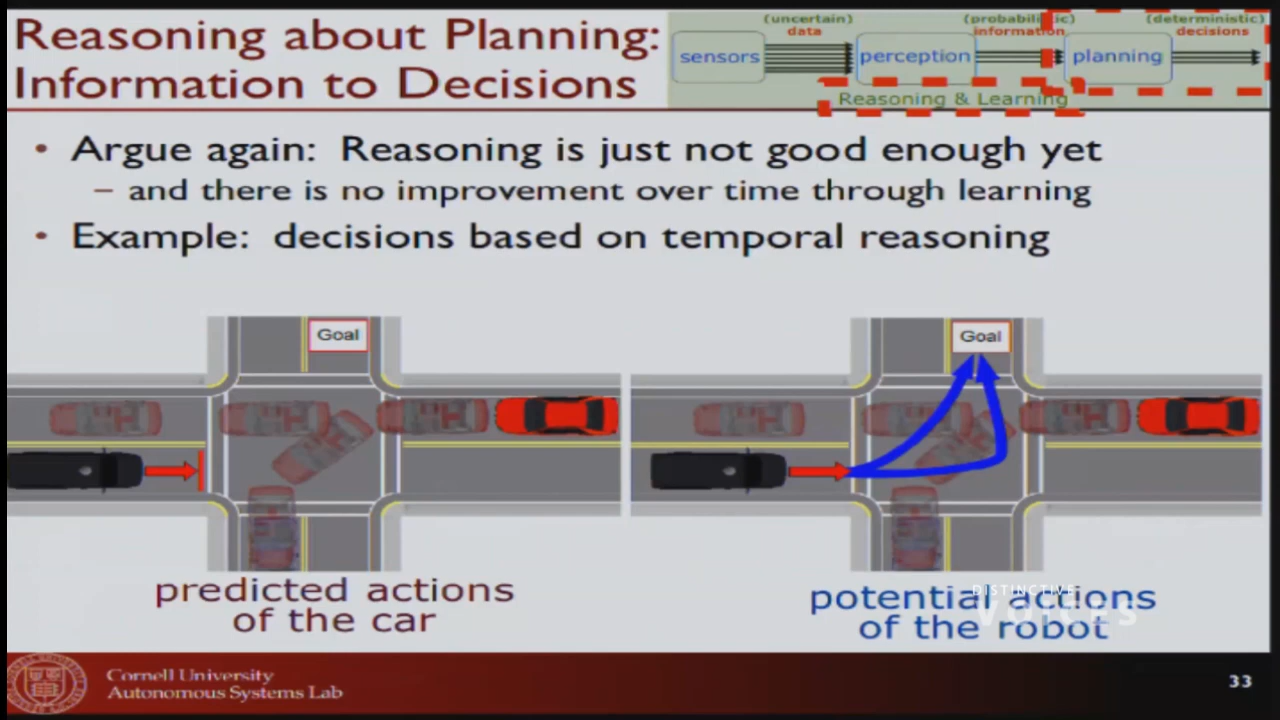 Reasoning about Planning:
Information to Decisions
(uncertain)
data
(probabilistic)
information
(deterministic)
decisions
sensors
perception
planning
Reasoning & Learning
• Argue again: Reasoning is just not good enough yet
– and there is no improvement over time through learning
• Example: decisions based on temporal reasoning
Goal
Goal
predicted actions
of the car
potential actions
of the robot
DISTINCTIVE
VOICES
Cornell University
Autonomous Systems Lab
33